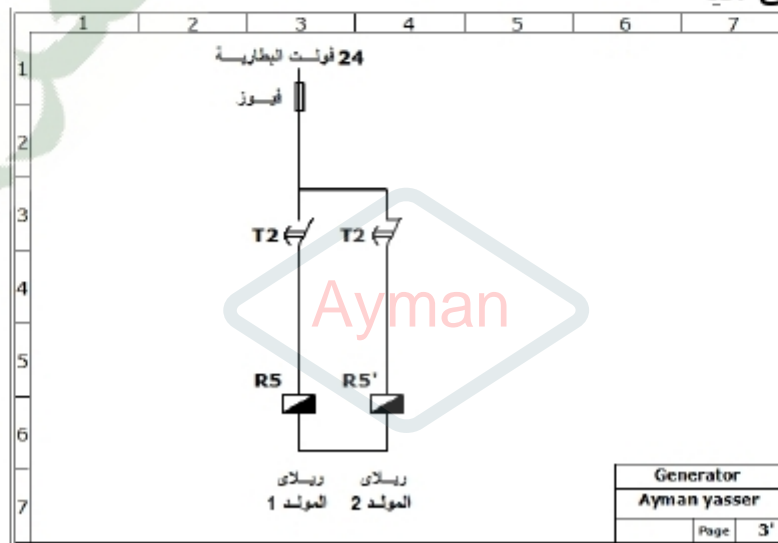 1 2 3 4 5 6 7
1
2
3
4
5
6
7
24 فولت البطارية
فيوز
T2 T2
Ayman
R5 R5'
ريلاى المولد 1
ريلاى المولد 2
Generator
Ayman yasser
Page 3'